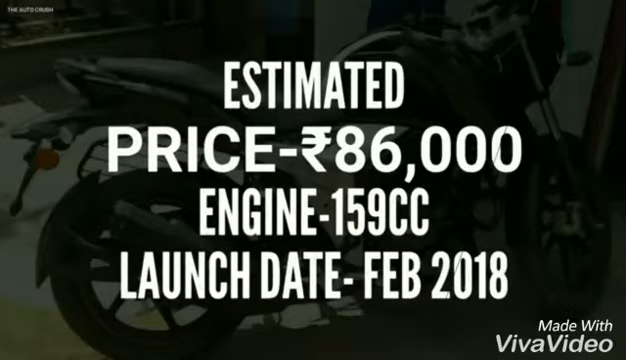 THE AUTO CRUSH
ESTIMATED
PRICE-₹86,000
ENGINE-159CC
LAUNCH DATE- FEB 2018
Made With
VivaVideo